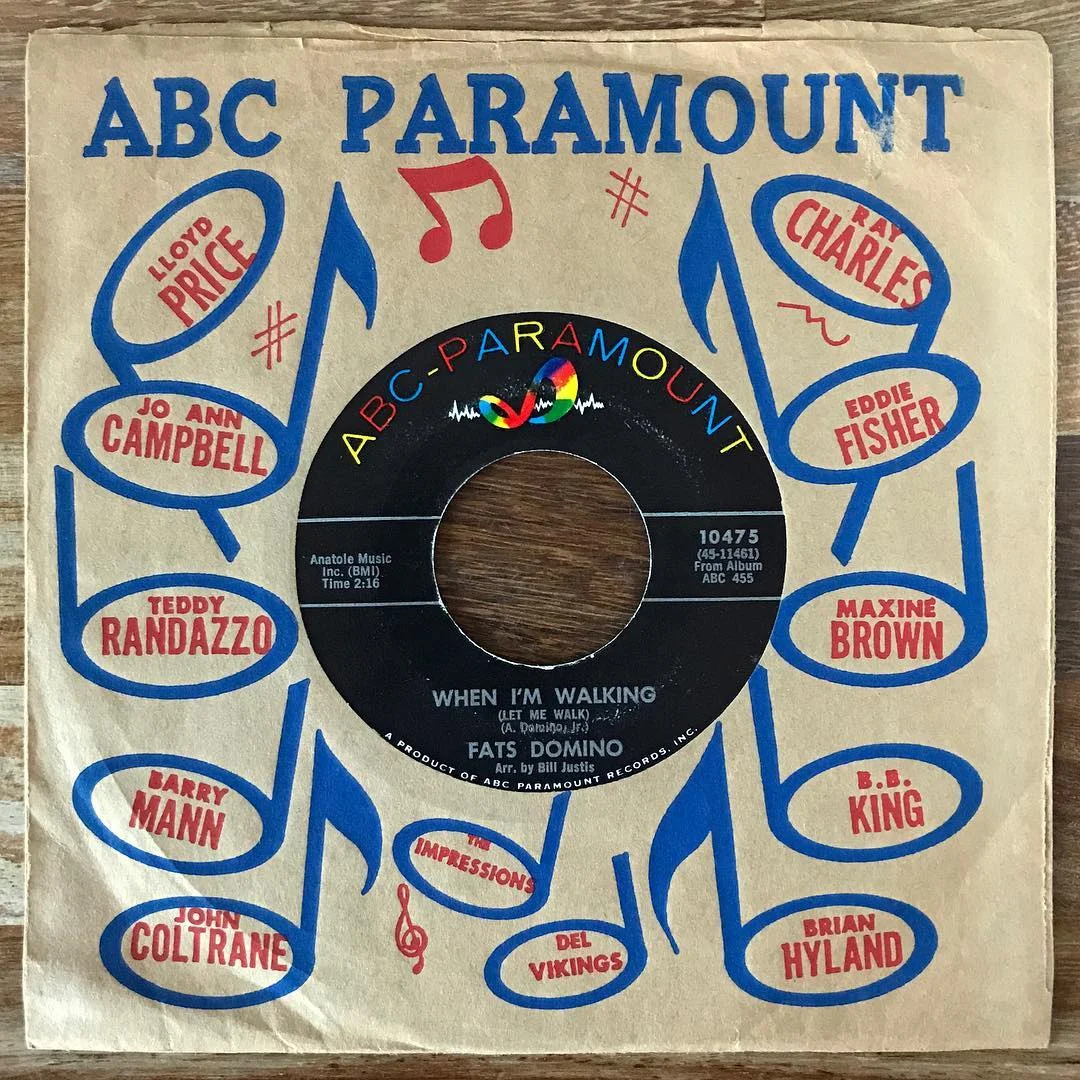 ABC PARAMOUNT
LLOYD
PRICE
RAY
CHARLES
JO ANN
CAMPBELL
EDDIE
FISHER
TEDDY
RANDAZZO
MAXINE
BROWN
BARRY
MANN
B.B.
KING
JOHN
COLTRANE
THE
IMPRESSIONS
DEL
VIKINGS
BRIAN
HYLAND
ABC-PARAMOUNT
Anatole Music
Inc. (BMI)
Time 2:16
10475
(45-11461)
From Album
ABC 455
WHEN I'M WALKING
(LET ME WALK)
(A. Domino, Jr.)
FATS DOMINO
Arr. by Bill Justis
A PRODUCT OF ABC PARAMOUNT RECORDS, INC.